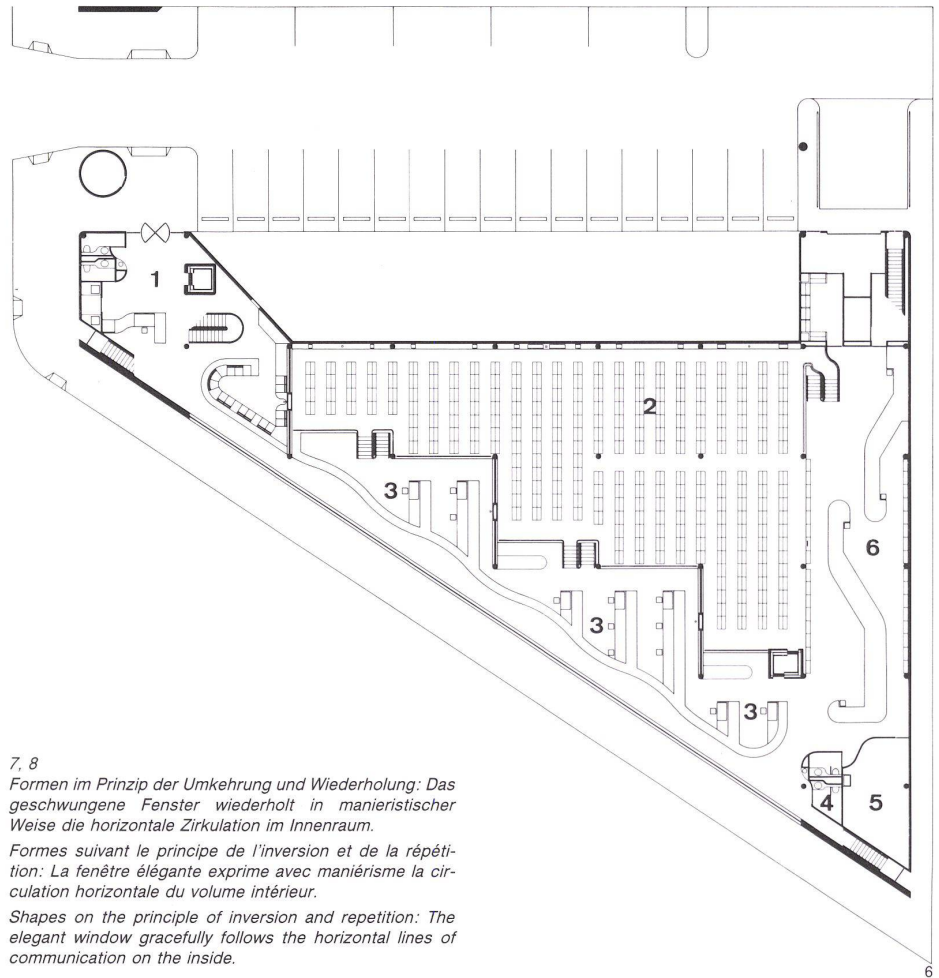 1
2
3
3
3
4
5
6
7, 8
Formen im Prinzip der Umkehrung und Wiederholung: Das
geschwungene Fenster wiederholt in manieristischer
Weise die horizontale Zirkulation im Innenraum.
Formes suivant le principe de l'inversion et de la répéti-
tion: La fenêtre élégante exprime avec maniérisme la cir-
culation horizontale du volume intérieur.
Shapes on the principle of inversion and repetition: The
elegant window gracefully follows the horizontal lines of
communication on the inside.
6